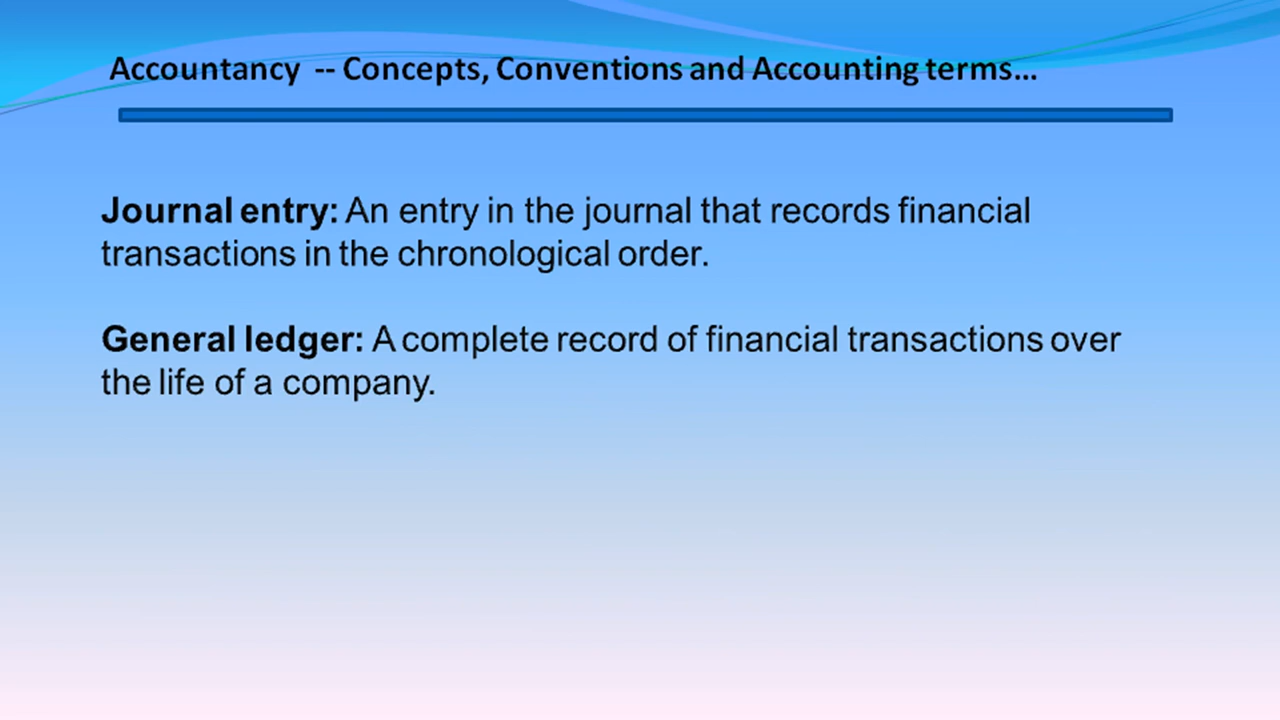 Accountancy -- Concepts, Conventions and Accounting terms...
Journal entry: An entry in the journal that records financial
transactions in the chronological order.
General ledger: A complete record of financial transactions over
the life of a company.